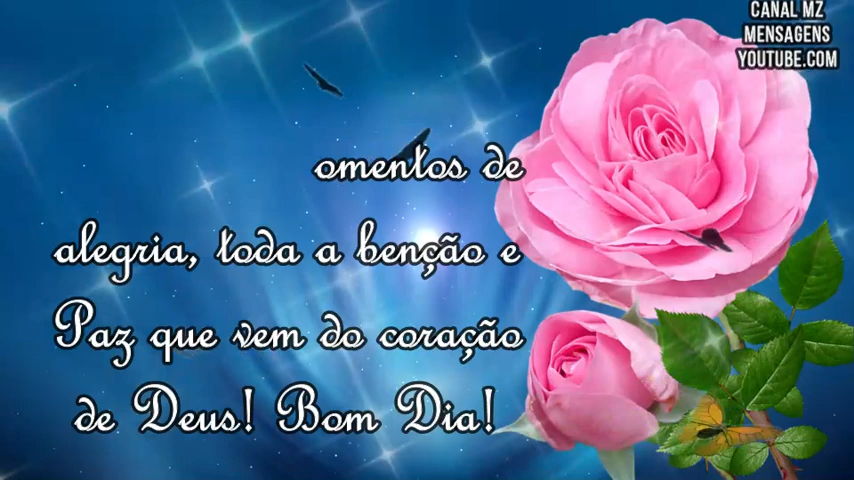 CANAL MZ
MENSAGENS
YOUTUBE.COM
omentos de
alegria, toda a benção e
Paz que vem do coração
de Deus! Bom Dia!